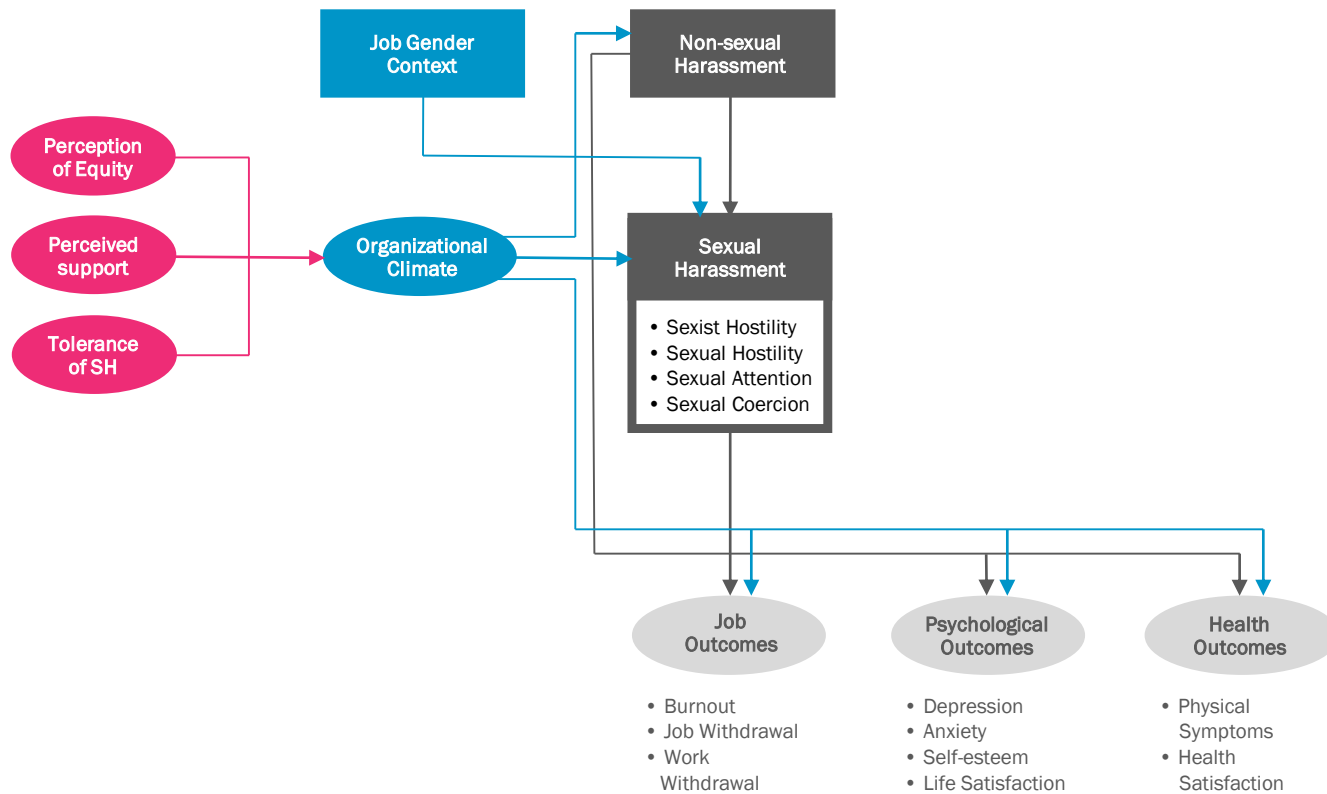 Job Gender
Context
Non-sexual
Harassment
Perception
of Equity
Perceived
support
Tolerance
of SH
Organizational
Climate
Sexual
Harassment
• Sexist Hostility
• Sexual Hostility
• Sexual Attention
• Sexual Coercion
Job
Outcomes
• Burnout
• Job Withdrawal
• Work
Withdrawal
Psychological
Outcomes
• Depression
• Anxiety
• Self-esteem
• Life Satisfaction
Health
Outcomes
• Physical
Symptoms
• Health
Satisfaction